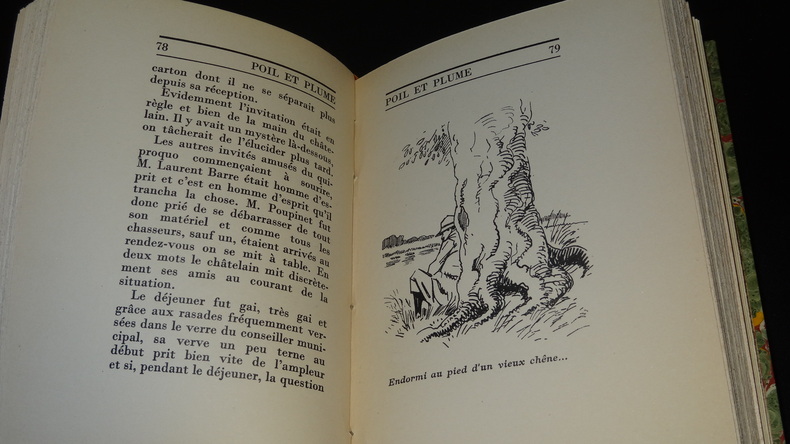 78
POIL ET PLUME
carton dont il ne se séparait plus
depuis sa réception.
Evidemment l'invitation était en
règle et bien de la main du châte-
lain. Il y avait un mystère là-dessous,
on tâcherait de l'élucider plus tard.
Les autres invités amusés du qui-
proquo commençaient à sourire,
M. Laurent Barre était homme d'es-
prit et c'est en homme d'esprit qu'il
trancha la chose. M. Poupinet fut
donc prié de se débarrasser de tout
son matériel et comme tous les
chasseurs, sauf un, étaient arrivés au
rendez-vous on se mit à table. En
deux mots le châtelain mit discrète-
ment ses amis au courant de la
situation.
Le déjeuner fut gai, très gai et
grâce aux rasades fréquemment ver-
sées dans le verre du conseiller muni-
cipal, sa verve un peu terne au
début prit bien vite de l'ampleur
et si, pendant le déjeuner, la question
79
POIL ET PLUME
Endormi au pied d'un vieux chêne...